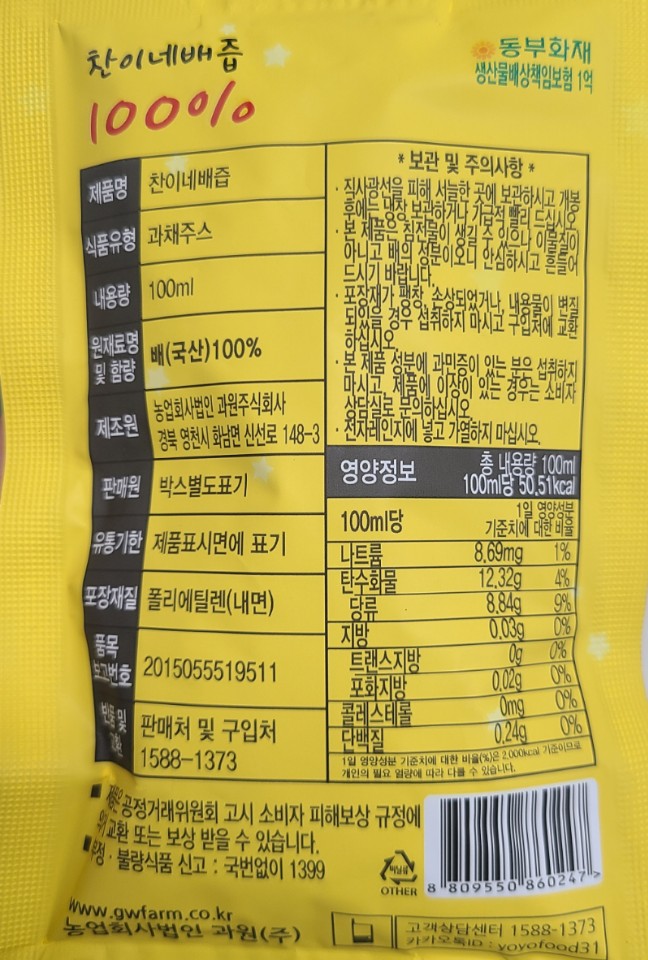 찬이네배즙
100%
동부화재
생산물배상책임보험 1억
제품명 찬이네배즙
식품유형 과채주스
내용량 100ml
원재료명
및 함량 배(국산)100%
제조원 농업회사법인 과원주식회사
경북 영천시 화남면 신선로 148-3
판매원 박스별도표기
유통기한 제품표시면에 표기
포장재질 폴리에틸렌(내면)
품목
보고번호 2015055519511
반품 및
판매처 및 구입처
1588-1373
* 보관 및 주의사항 *
· 직사광선을 피해 서늘한 곳에 보관하시고 개봉
후에는 냉장 보관하거나 가급적 빨리 드십시오.
· 본 제품은 침전물이 생길 수 있으나 이물질이
아니고 배의 성분이오니 안심하시고 흔들어
드시기 바랍니다.
· 포장재가 팽창, 손상되었거나, 내용물이 변질
되었을 경우 섭취하지 마시고 구입처에 교환
하십시오.
· 본 제품 성분에 과민증이 있는 분은 섭취하지
마시고, 제품에 이상이 있는 경우는 소비자
상담실로 문의하십시오.
· 전자레인지에 넣고 가열하지 마십시오.
영양정보
총 내용량 100ml
100ml당 50.51kcal
100ml당
1일 영양성분
기준치에 대한 비율
나트륨 8.69mg 1%
탄수화물 12.32g 4%
당류 8.84g 9%
지방 0.03g 0%
트랜스지방 0g 0%
포화지방 0.02g 0%
콜레스테롤 0mg 0%
단백질 0.24g 0%
1일 영양성분 기준치에 대한 비율(%)은 2,000kcal 기준이므로
개인의 필요 열량에 따라 다를 수 있습니다.
■ 제품은 공정거래위원회 고시 소비자 피해보상 규정에
의거 교환 또는 보상 받을 수 있습니다.
■ 부정 · 불량식품 신고 : 국번없이 1399
비닐류
OTHER
8 809550 860247 >
www.gwfarm.co.kr
농업회사법인 과원(주)
고객상담센터 1588-1373
카카오톡ID : yoyofood31